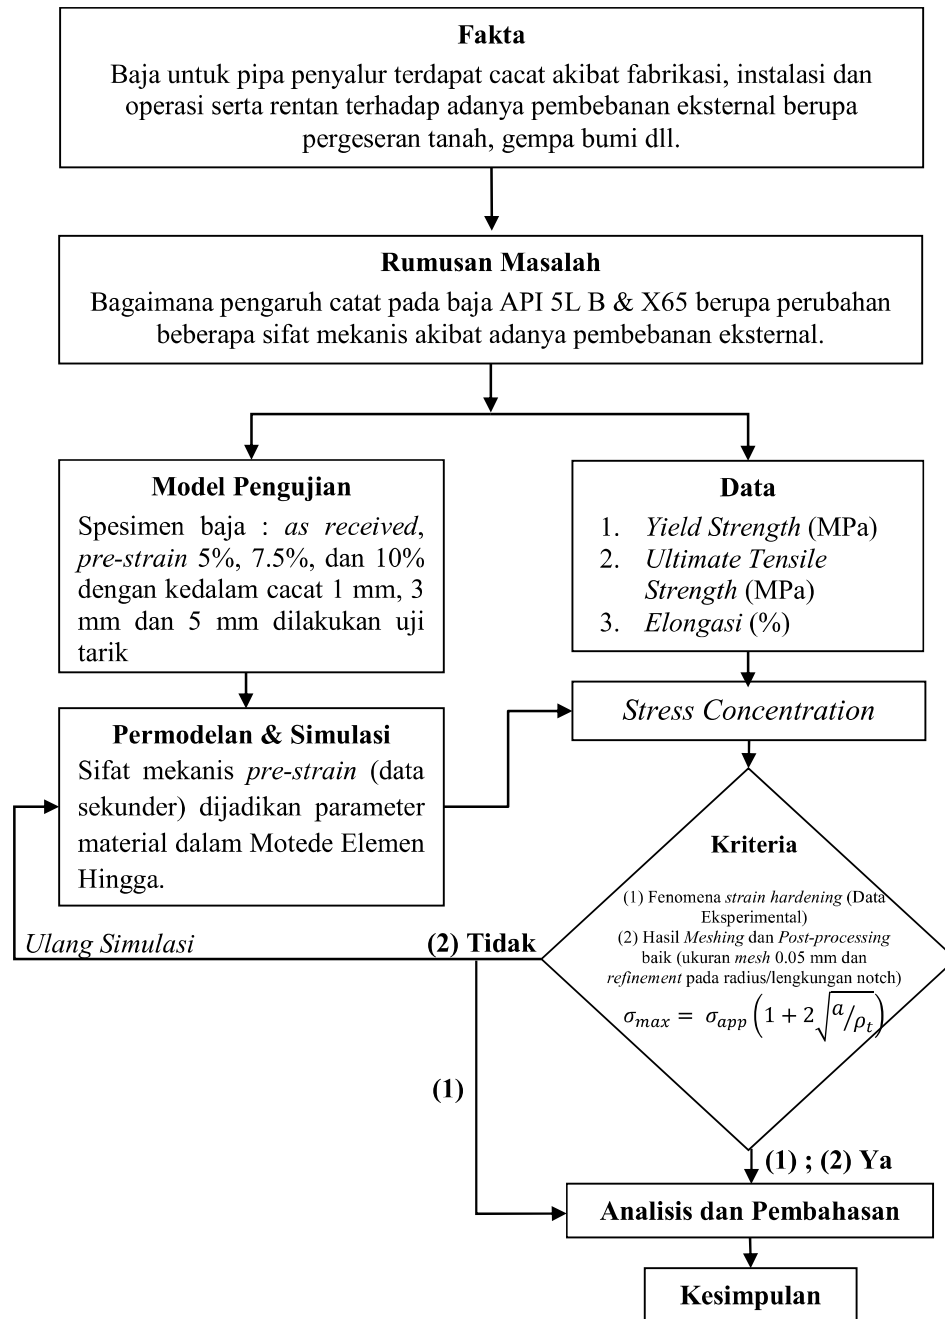 Fakta
Baja untuk pipa penyalur terdapat cacat akibat fabrikasi, instalasi dan
operasi serta rentan terhadap adanya pembebanan eksternal berupa
pergeseran tanah, gempa bumi dll.
Rumusan Masalah
Bagaimana pengaruh catat pada baja API 5L B & X65 berupa perubahan
beberapa sifat mekanis akibat adanya pembebanan eksternal.
Model Pengujian
Spesimen baja : as received,
pre-strain 5%, 7.5%, dan 10%
dengan kedalam cacat 1 mm, 3
mm dan 5 mm dilakukan uji
tarik
Data
1. Yield Strength (MPa)
2. Ultimate Tensile
Strength (MPa)
3. Elongasi (%)
Permodelan & Simulasi
Sifat mekanis pre-strain (data
sekunder) dijadikan parameter
material dalam Motede Elemen
Hingga.
Stress Concentration
Kriteria
(1) Fenomena strain hardening (Data
Eksperimental)
(2) Hasil Meshing dan Post-processing
baik (ukuran mesh 0.05 mm dan
refinement pada radius/lengkungan notch)
σ_max = σ_app (1 + 2√(a/ρ_t))
Ulang Simulasi
(2) Tidak
(1)
(1) ; (2) Ya
Analisis dan Pembahasan
Kesimpulan